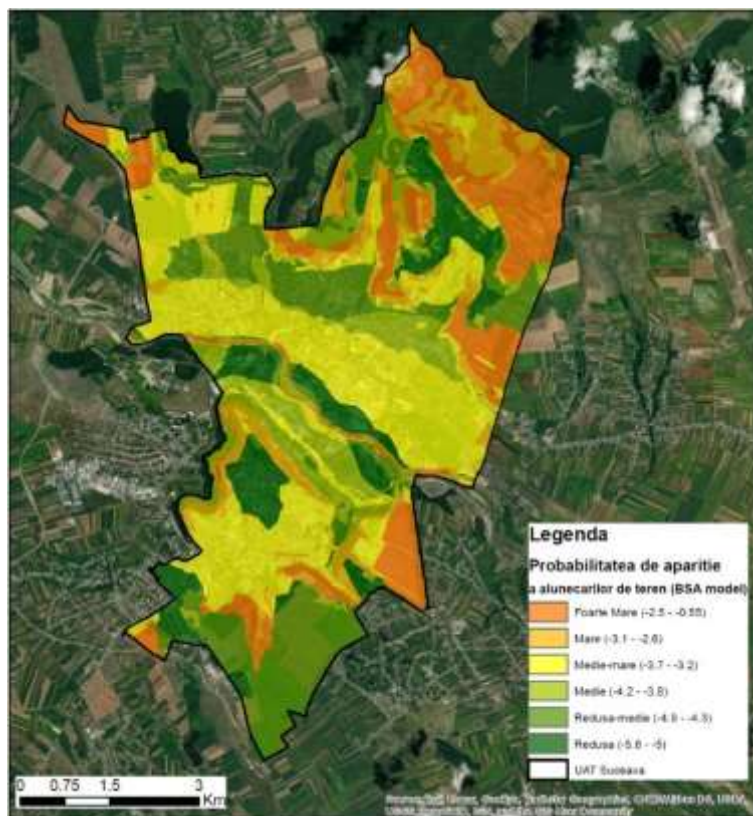 Legenda
Probabilitatea de aparitie
a alunecarilor de teren (BSA model)
Foarte Mare (-2.5 - -0.55)
Mare (-3.1 - -2.6)
Medie-mare (-3.7 - -3.2)
Medie (-4.2 - -3.8)
Redusa-medie (-4.9 - -4.3)
Redusa (-5.6 - -5)
UAT Suceava
0 0.75 1.5 3
Km